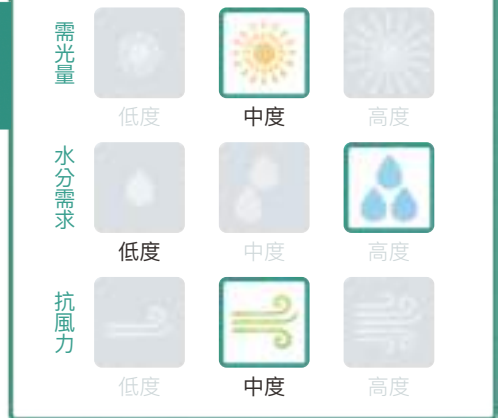 需光量
低度 中度 高度
水分需求
低度 中度 高度
抗風力
低度 中度 高度